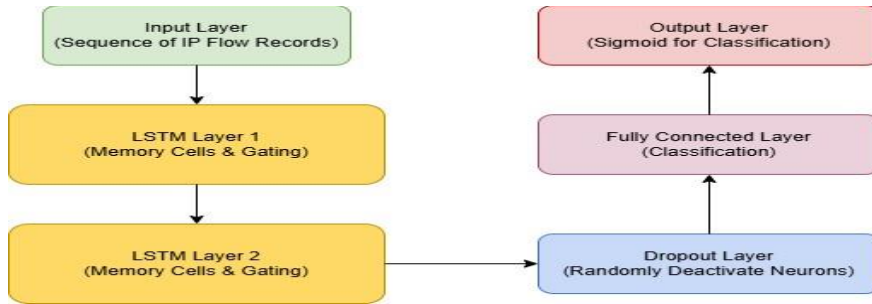 Input Layer
(Sequence of IP Flow Records)
LSTM Layer 1
(Memory Cells & Gating)
LSTM Layer 2
(Memory Cells & Gating)
Dropout Layer
(Randomly Deactivate Neurons)
Fully Connected Layer
(Classification)
Output Layer
(Sigmoid for Classification)